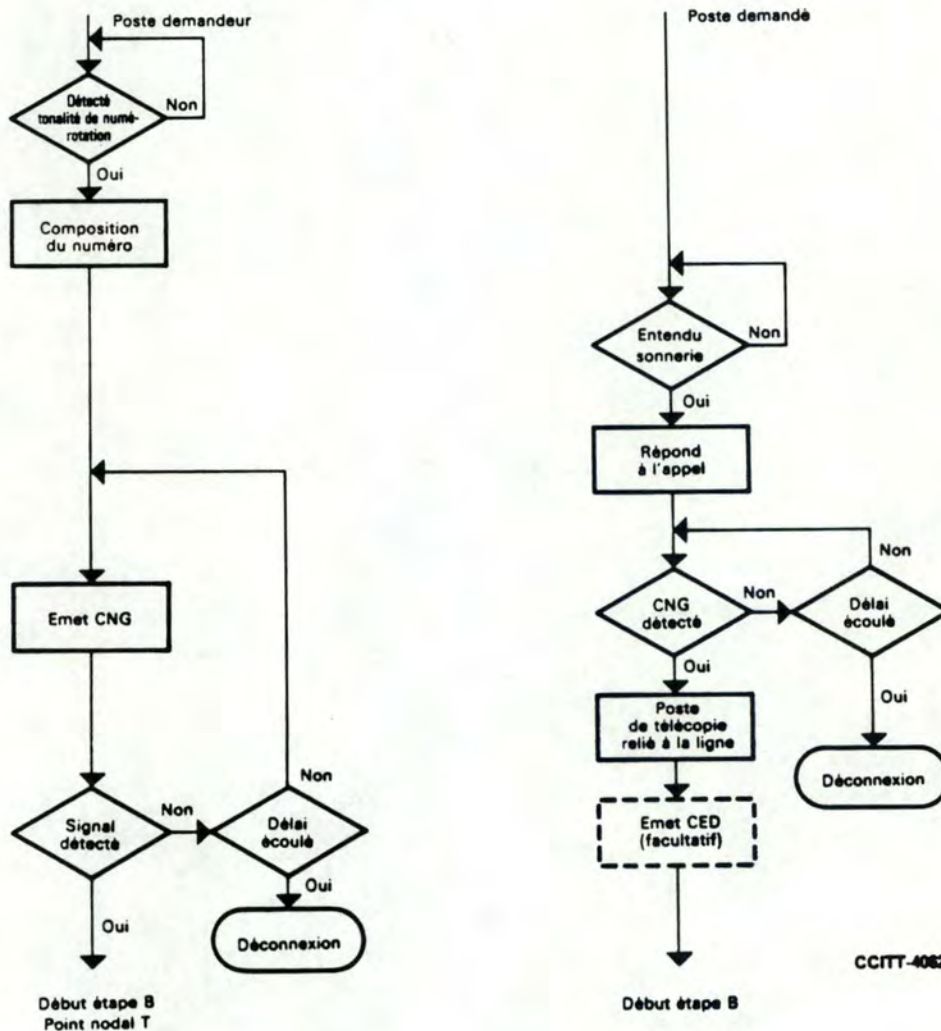 Poste demandeur
Détecté
tonalité de numé-
rotation
Non
Oui
Composition
du numéro
Emet CNG
Non
Signal
détecté
Non
Délai
écoulé
Oui
Oui
Déconnexion
Début étape B
Point nodal T
Poste demandé
Entendu
sonnerie
Non
Oui
Répond
à l'appel
Non
CNG
détecté
Non
Délai
écoulé
Oui
Oui
Poste
de télécopie
relié à la ligne
Déconnexion
Emet CED
(facultatif)
Début étape B